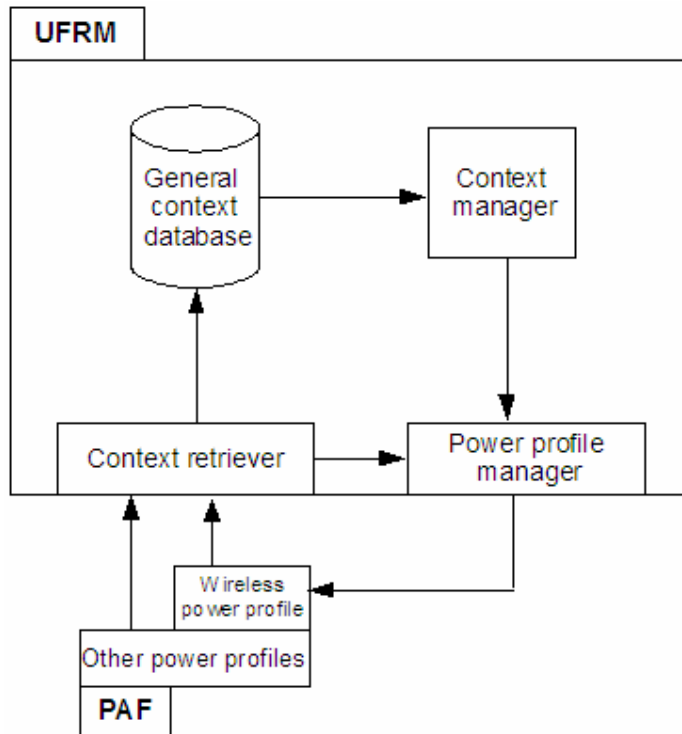 UFRM
General
context
database
Context
manager
Context retriever
Power profile
manager
Wireless
power profile
Other power profiles
PAF